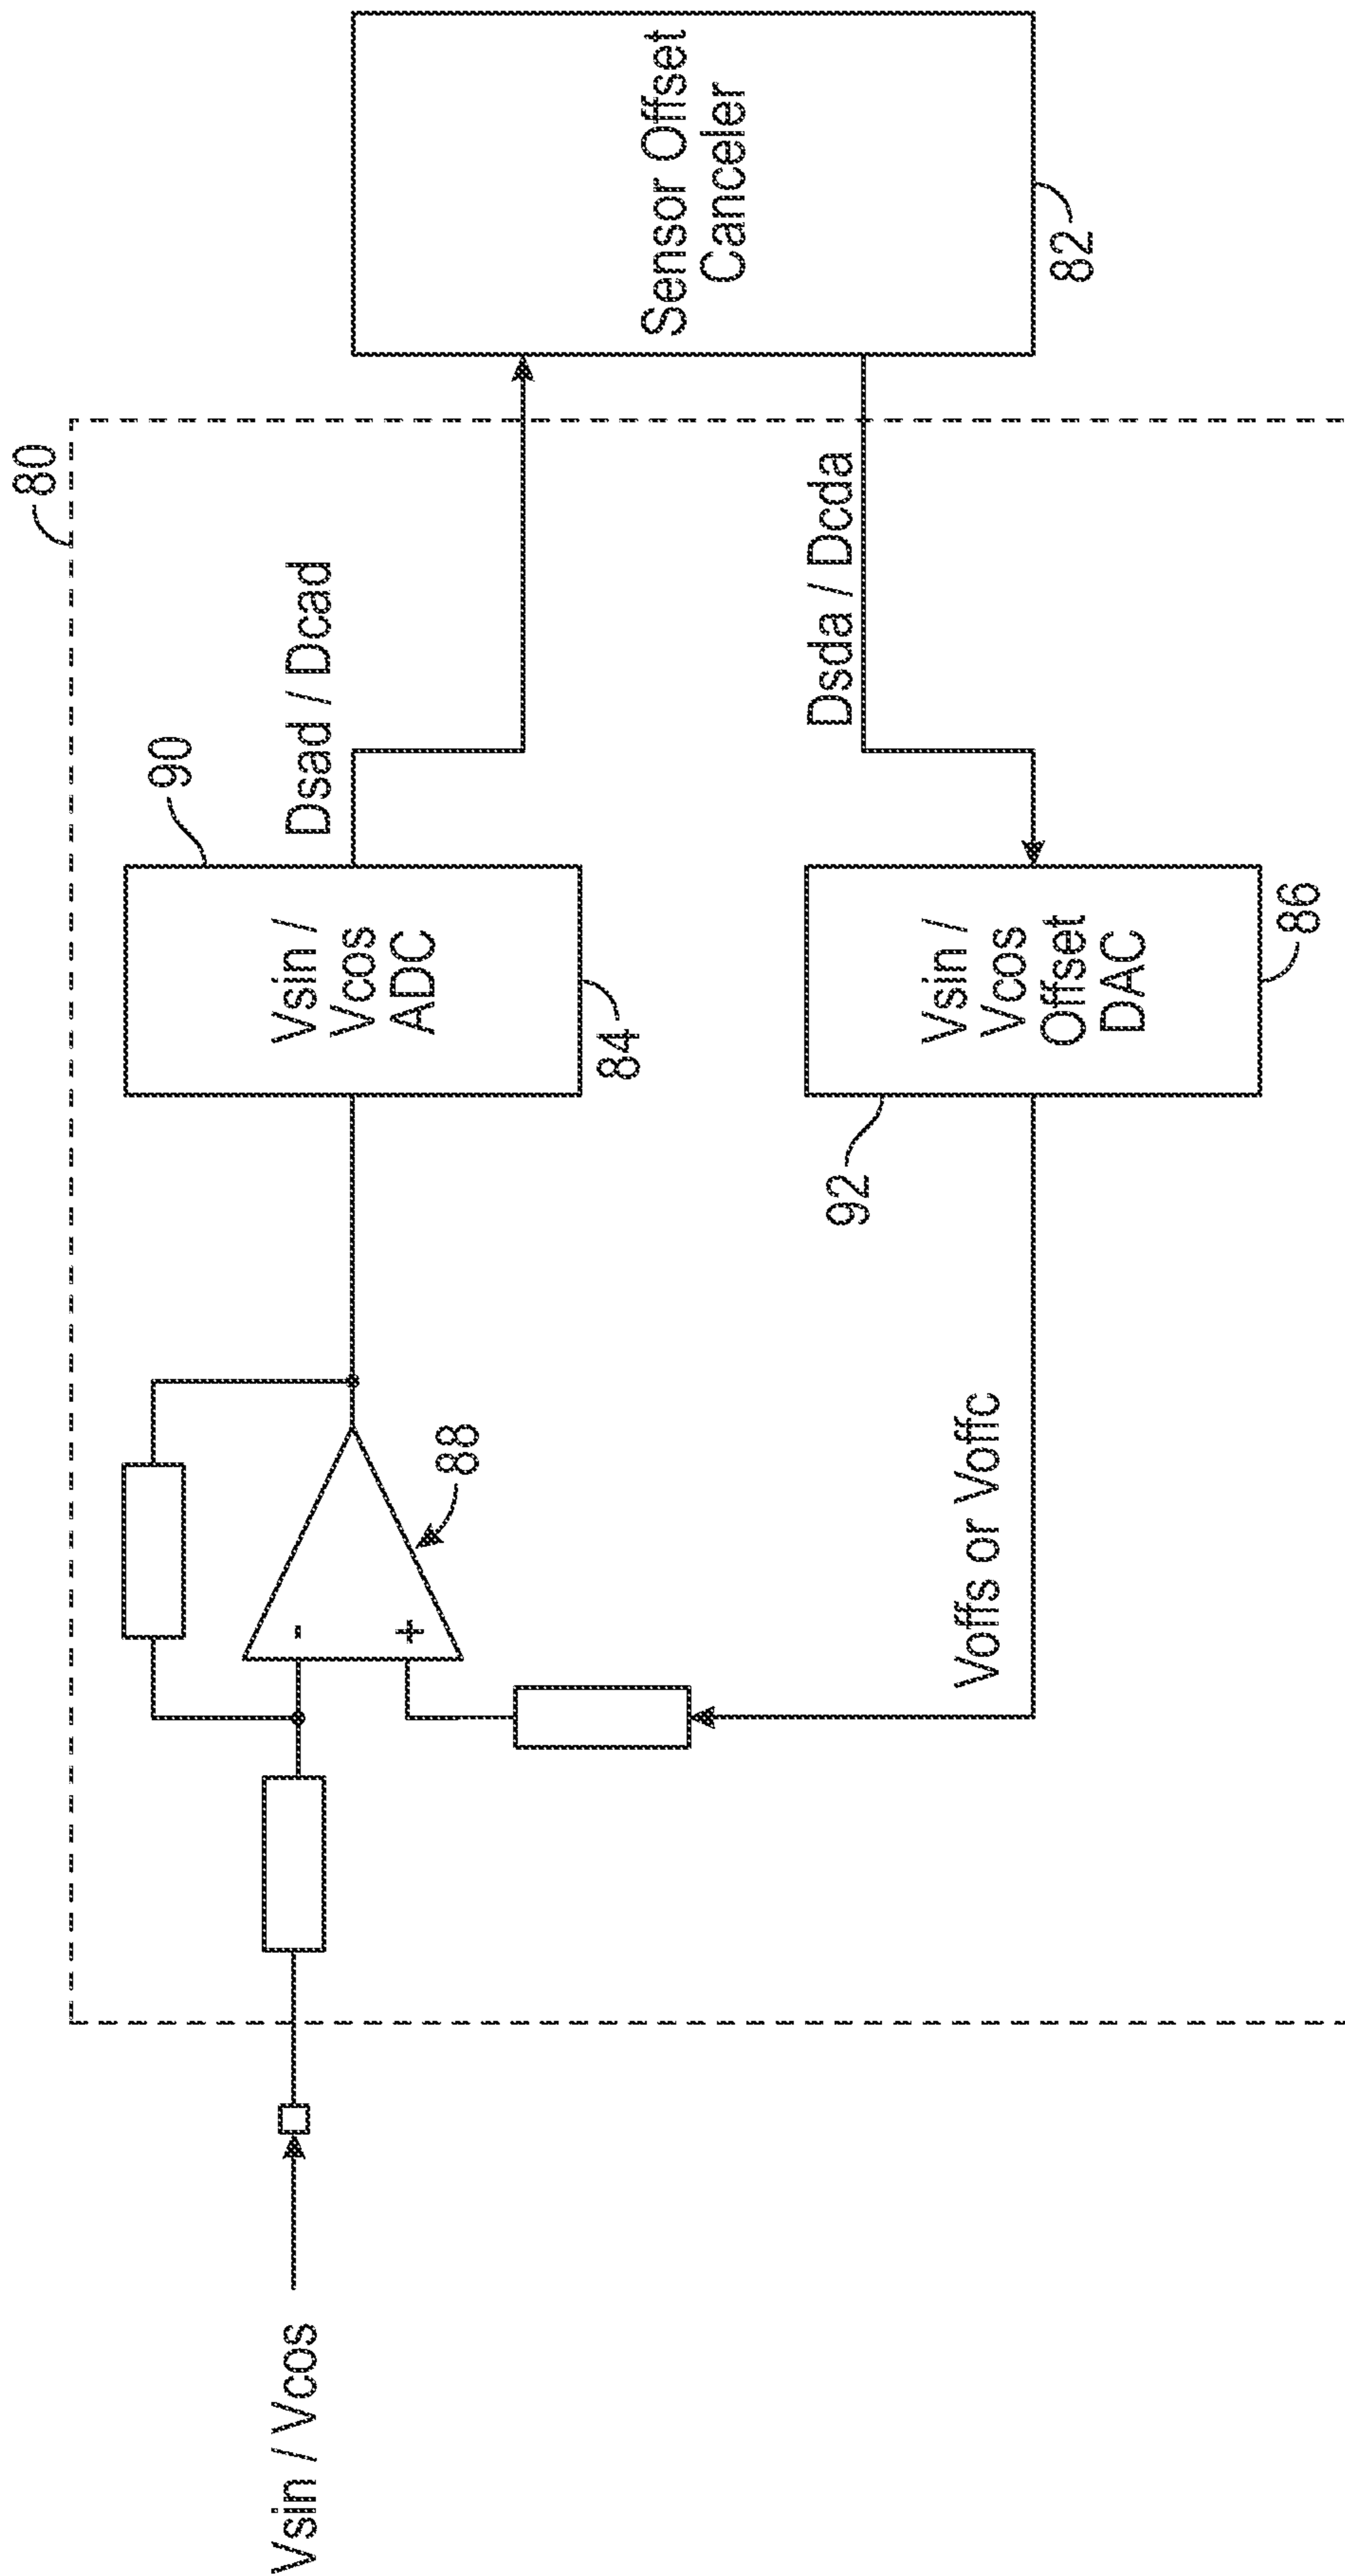 80
90
Vsin /
Vcos
ADC
84
Dsad / Dcad
Sensor Offset
Canceler
82
-
+
88
Vsin / Vcos
Dsda / Dcda
92
Vsin /
Vcos
Offset
DAC
86
Voffs or Voffc